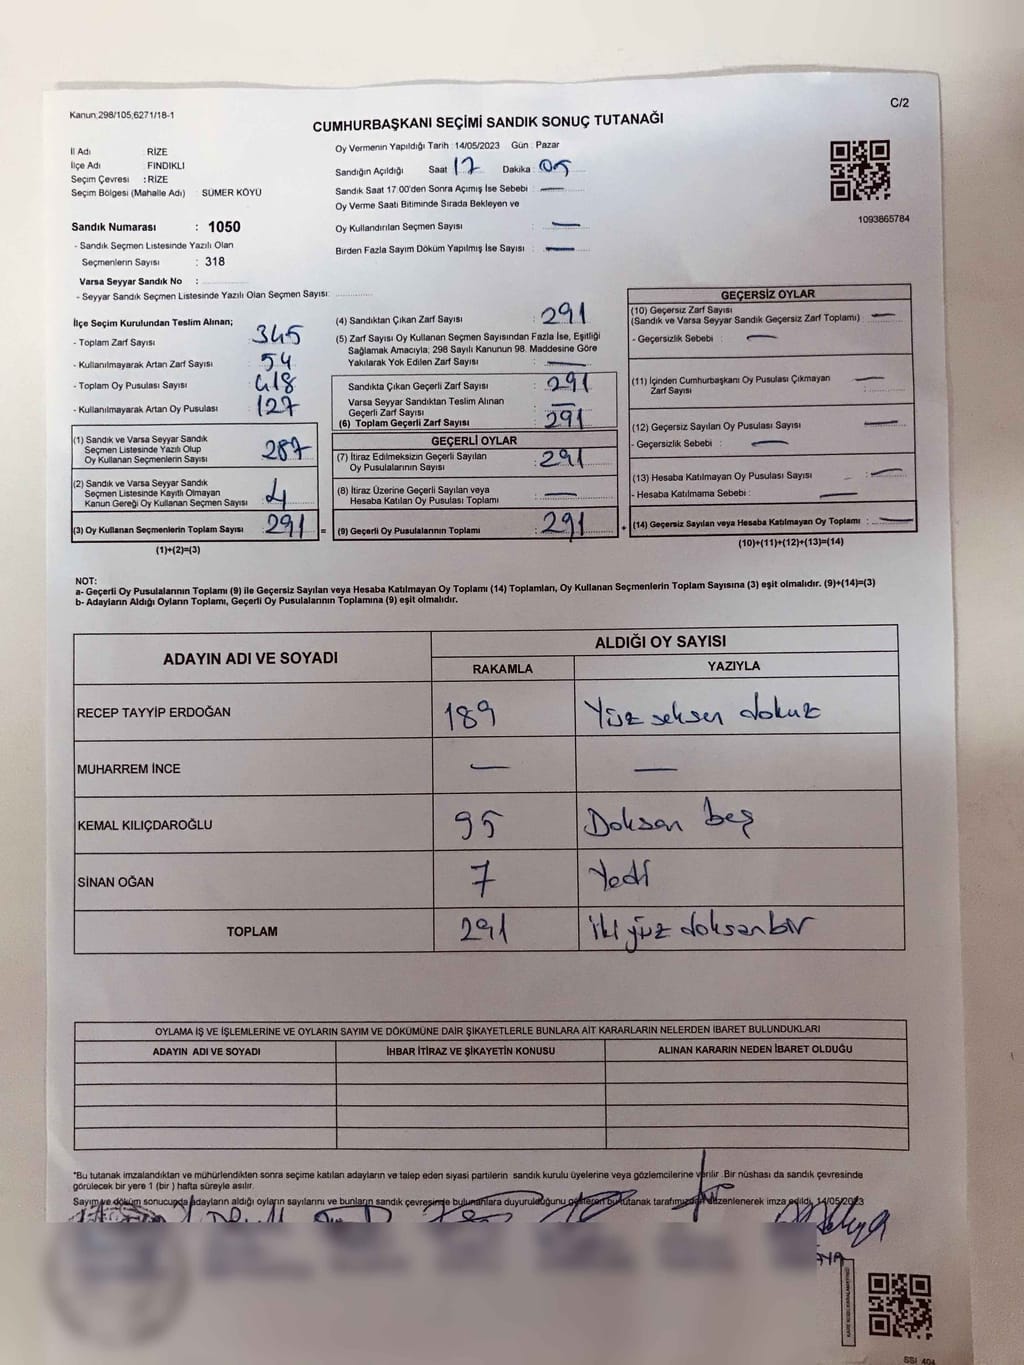 Kanun,298/105,6271/18-1
C/2
CUMHURBAŞKANI SEÇİMİ SANDIK SONUÇ TUTANAĞI
İl Adı : RİZE
İlçe Adı : FINDIKLI
Seçim Çevresi : RİZE
Seçim Bölgesi (Mahalle Adı) : SÜMER KÖYÜ
Sandık Numarası : 1050
- Sandık Seçmen Listesinde Yazılı Olan
Seçmenlerin Sayısı : 318
Varsa Seyyar Sandık No :
- Seyyar Sandık Seçmen Listesinde Yazılı Olan Seçmen Sayısı:
Oy Vermenin Yapıldığı Tarih : 14/05/2023 Gün : Pazar
Sandığın Açıldığı Saat 17 Dakika : 05
Sandık Saat 17.00'den Sonra Açımış İse Sebebi : —
Oy Verme Saati Bitiminde Sırada Bekleyen ve
Oy Kullandırılan Seçmen Sayısı : —
Birden Fazla Sayım Döküm Yapılmış İse Sayısı : —
1093865784
İlçe Seçim Kurulundan Teslim Alınan;
- Toplam Zarf Sayısı : 345
- Kullanılmayarak Artan Zarf Sayısı : 54
- Toplam Oy Pusulası Sayısı : 418
- Kullanılmayarak Artan Oy Pusulası : 127
(1) Sandık ve Varsa Seyyar Sandık
Seçmen Listesinde Yazılı Olup
Oy Kullanan Seçmenlerin Sayısı : 287
(2) Sandık ve Varsa Seyyar Sandık
Seçmen Listesinde Kayıtlı Olmayan
Kanun Gereği Oy Kullanan Seçmen Sayısı : 4
(3) Oy Kullanan Seçmenlerin Toplam Sayısı : 291 =
(1)+(2)=(3)
(4) Sandıktan Çıkan Zarf Sayısı : 291
(5) Zarf Sayısı Oy Kullanan Seçmen Sayısından Fazla İse, Eşitliği
Sağlamak Amacıyla; 298 Sayılı Kanunun 98. Maddesine Göre
Yakılarak Yok Edilen Zarf Sayısı : —
Sandıkta Çıkan Geçerli Zarf Sayısı : 291
Varsa Seyyar Sandıktan Teslim Alınan
Geçerli Zarf Sayısı : —
(6) Toplam Geçerli Zarf Sayısı : 291
GEÇERLİ OYLAR
(7) İtiraz Edilmeksizin Geçerli Sayılan
Oy Pusulalarının Sayısı : 291
(8) İtiraz Üzerine Geçerli Sayılan veya
Hesaba Katılan Oy Pusulası Toplamı : —
(9) Geçerli Oy Pusulalarının Toplamı : 291 +
GEÇERSİZ OYLAR
(10) Geçersiz Zarf Sayısı : —
(Sandık ve Varsa Seyyar Sandık Geçersiz Zarf Toplamı)
- Geçersizlik Sebebi : —
(11) İçinden Cumhurbaşkanı Oy Pusulası Çıkmayan
Zarf Sayısı : —
(12) Geçersiz Sayılan Oy Pusulası Sayısı : —
- Geçersizlik Sebebi : —
(13) Hesaba Katılmayan Oy Pusulası Sayısı : —
- Hesaba Katılmama Sebebi : —
(14) Geçersiz Sayılan veya Hesaba Katılmayan Oy Toplamı : —
(10)+(11)+(12)+(13)=(14)
NOT:
a- Geçerli Oy Pusulalarının Toplamı (9) ile Geçersiz Sayılan veya Hesaba Katılmayan Oy Toplamı (14) Toplamları, Oy Kullanan Seçmenlerin Toplam Sayısına (3) eşit olmalıdır. (9)+(14)=(3)
b- Adayların Aldığı Oyların Toplamı, Geçerli Oy Pusulalarının Toplamına (9) eşit olmalıdır.
ADAYIN ADI VE SOYADI
ALDIĞI OY SAYISI
RAKAMLA YAZIYLA
RECEP TAYYİP ERDOĞAN 189 Yüz seksen dokuz
MUHARREM İNCE — —
KEMAL KILIÇDAROĞLU 95 Doksan beş
SİNAN OĞAN 7 Yedi
TOPLAM 291 iki yüz doksan bir
OYLAMA İŞ VE İŞLEMLERİNE VE OYLARIN SAYIM VE DÖKÜMÜNE DAİR ŞİKAYETLERLE BUNLARA AİT KARARLARIN NELERDEN İBARET BULUNDUKLARI
ADAYIN ADI VE SOYADI İHBAR İTİRAZ VE ŞİKAYETİN KONUSU ALINAN KARARIN NEDEN İBARET OLDUĞU
*Bu tutanak imzalandıktan ve mühürlendikten sonra seçime katılan adayların ve talep eden siyasi partilerin sandık kurulu üyelerine veya gözlemcilerine verilir .Bir nüshası da sandık çevresinde
görülecek bir yere 1 (bir ) hafta süreyle asılır.
Sayım ve döküm sonucunda adayların aldığı oyların sayılarını ve bunların sandık çevresinde bulunanlara duyurulduğunu gösteren bu tutanak tarafımızdan düzenlenerek imza edildi. 14/05/2023